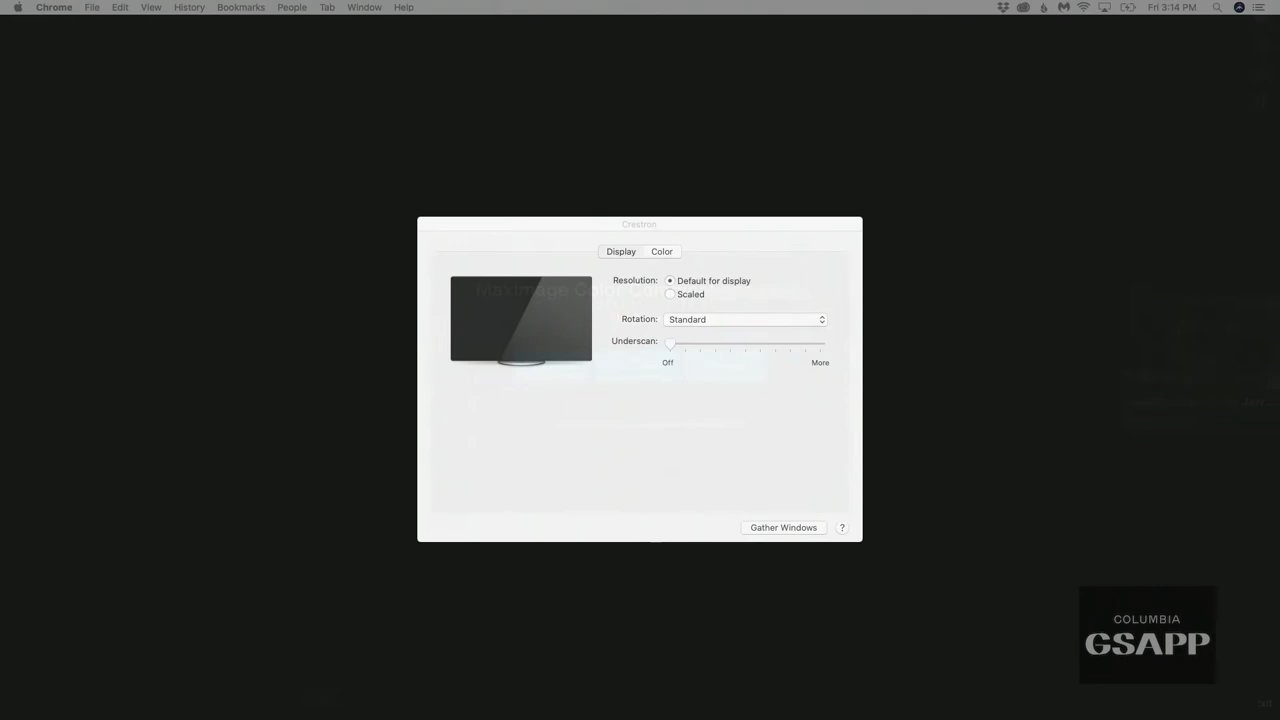 Chrome File Edit View History Bookmarks People Tab Window Help Fri 3:14 PM
Crestron
Display Color
Resolution: Default for display
Scaled
Rotation: Standard
Underscan:
Off More
Gather Windows ?
COLUMBIA
GSAPP